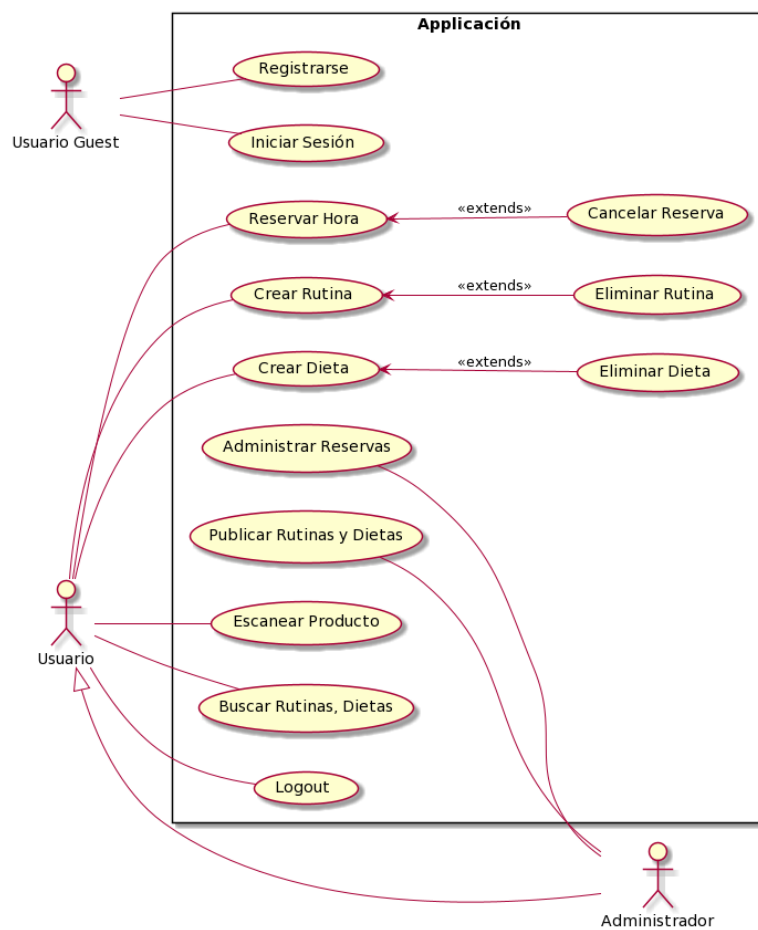 Applicación
Registrarse
Usuario Guest
Iniciar Sesión
Reservar Hora
«extends»
Cancelar Reserva
Crear Rutina
«extends»
Eliminar Rutina
Crear Dieta
«extends»
Eliminar Dieta
Administrar Reservas
Publicar Rutinas y Dietas
Escanear Producto
Usuario
Buscar Rutinas, Dietas
Logout
Administrador